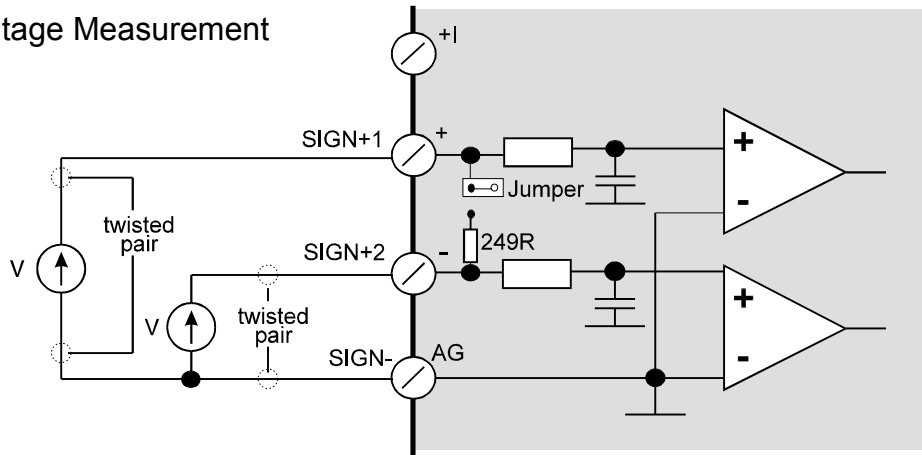 tage Measurement
+I
SIGN+1
+
+
Jumper
-
twisted
pair
SIGN+2
-
249R
V
+
V
twisted
pair
SIGN-
AG
-